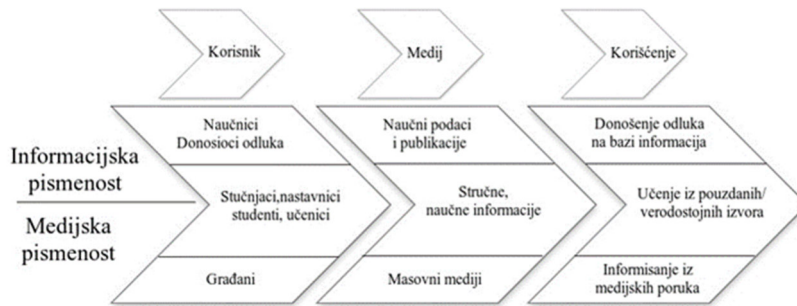 Korisnik
Medij
Korišćenje
Informacijska
pismenost
Medijska
pismenost
Naučnici
Donosioci odluka
Stučnjaci,nastavnici
studenti, učenici
Građani
Naučni podaci
i publikacije
Stručne,
naučne informacije
Masovni mediji
Donošenje odluka
na bazi informacija
Učenje iz pouzdanih/
verodostojnih izvora
Informisanje iz
medijskih poruka